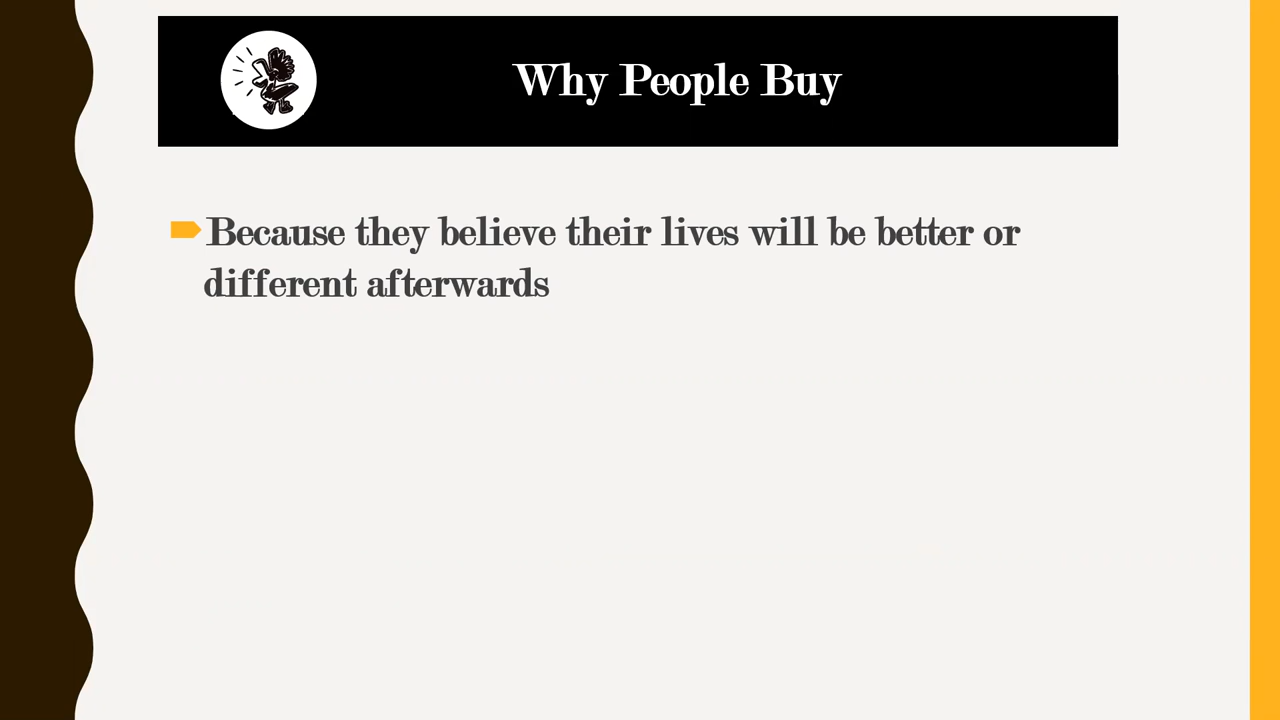 Why People Buy
Because they believe their lives will be better or
different afterwards